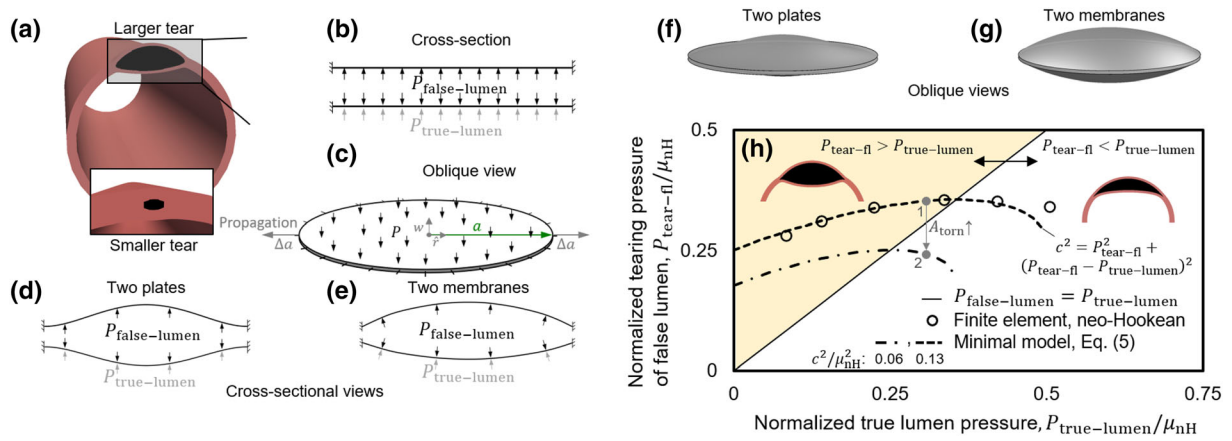 (a)
Larger tear
Smaller tear
(b)
Cross-section
P_false−lumen
P_true−lumen
(c)
Oblique view
Propagation
P
w
r̂
a
Δa
Δa
(d)
Two plates
P_false−lumen
P_true−lumen
(e)
Two membranes
P_false−lumen
P_true−lumen
Cross-sectional views
(f)
Two plates
(g)
Two membranes
Oblique views
(h)
Normalized tearing pressure
of false lumen, P_tear−fl/μ_nH
0.5
0.25
0
P_tear−fl > P_true−lumen
P_tear−fl < P_true−lumen
1
A_torn↑
2
c² = P²_tear−fl +
(P_tear−fl − P_true−lumen)²
P_false−lumen = P_true−lumen
Finite element, neo-Hookean
Minimal model, Eq. (5)
c²/μ²_nH: 0.06 0.13
0 0.25 0.5 0.75
Normalized true lumen pressure, P_true−lumen/μ_nH